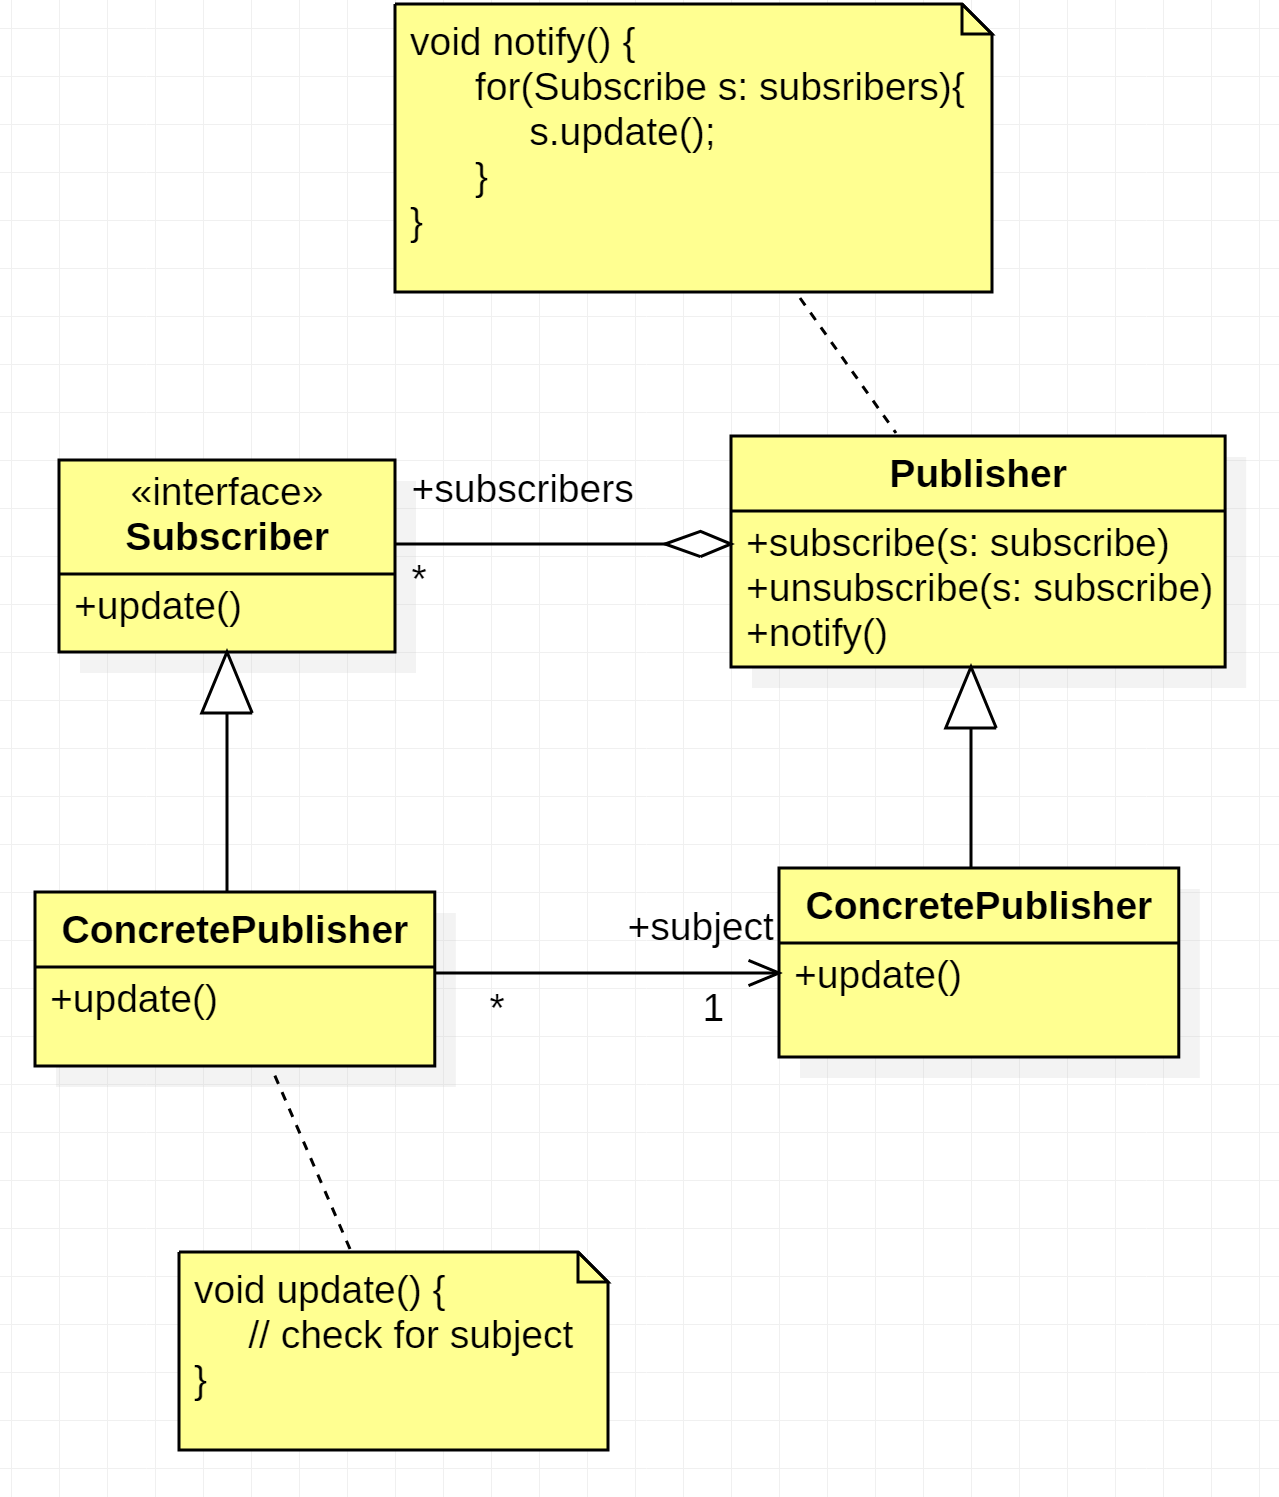 void notify() {
for(Subscribe s: subsribers){
s.update();
}
}
«interface»
Subscriber
+update()
+subscribers
*
Publisher
+subscribe(s: subscribe)
+unsubscribe(s: subscribe)
+notify()
ConcretePublisher
+update()
+subject
*
1
ConcretePublisher
+update()
void update() {
// check for subject
}